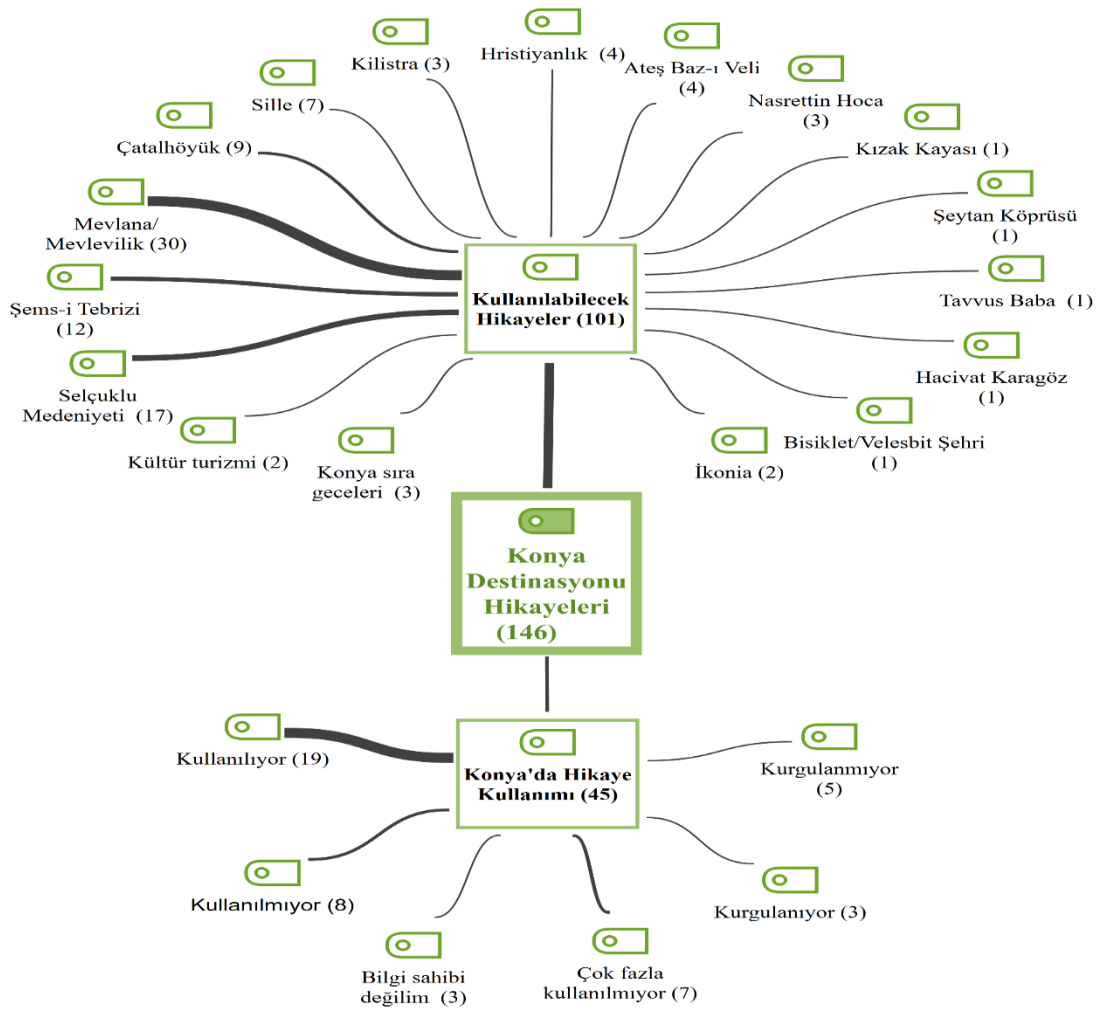 Hristiyanlık (4)
Kilistra (3)
Ateş Baz-ı Veli
(4)
Sille (7)
Nasrettin Hoca
(3)
Çatalhöyük (9)
Kızak Kayası (1)
Mevlana/
Mevlevilik (30)
Şeytan Köprüsü
(1)
Şems-i Tebrizi
(12)
Kullanılabilecek
Hikayeler (101)
Tavvus Baba (1)
Selçuklu
Medeniyeti (17)
Hacivat Karagöz
(1)
Kültür turizmi (2)
Konya sıra
geceleri (3)
İkonia (2)
Bisiklet/Velesbit Şehri
(1)
Konya
Destinasyonu
Hikayeleri
(146)
Kullanılıyor (19)
Konya'da Hikaye
Kullanımı (45)
Kurgulanmıyor
(5)
Kullanılmıyor (8)
Kurgulanıyor (3)
Bilgi sahibi
değilim (3)
Çok fazla
kullanılmıyor (7)